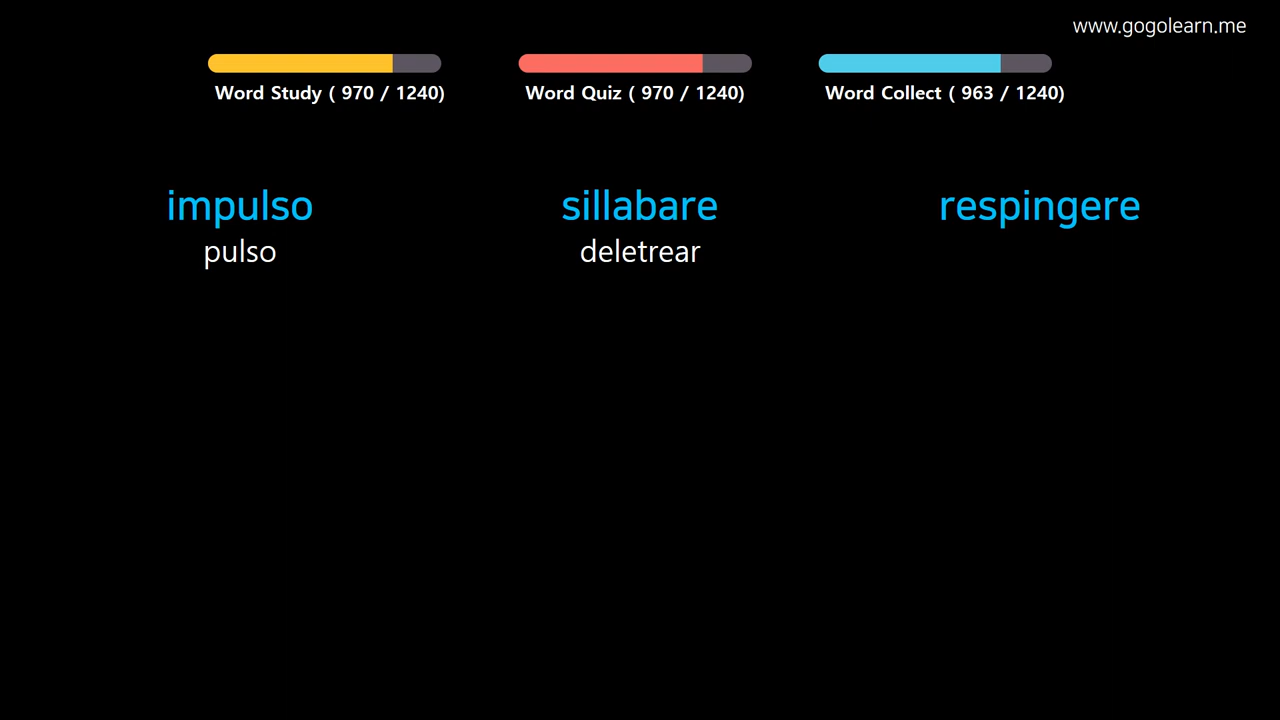 www.gogolearn.me
Word Study ( 970 / 1240)
Word Quiz ( 970 / 1240)
Word Collect ( 963 / 1240)
impulso
pulso
sillabare
deletrear
respingere